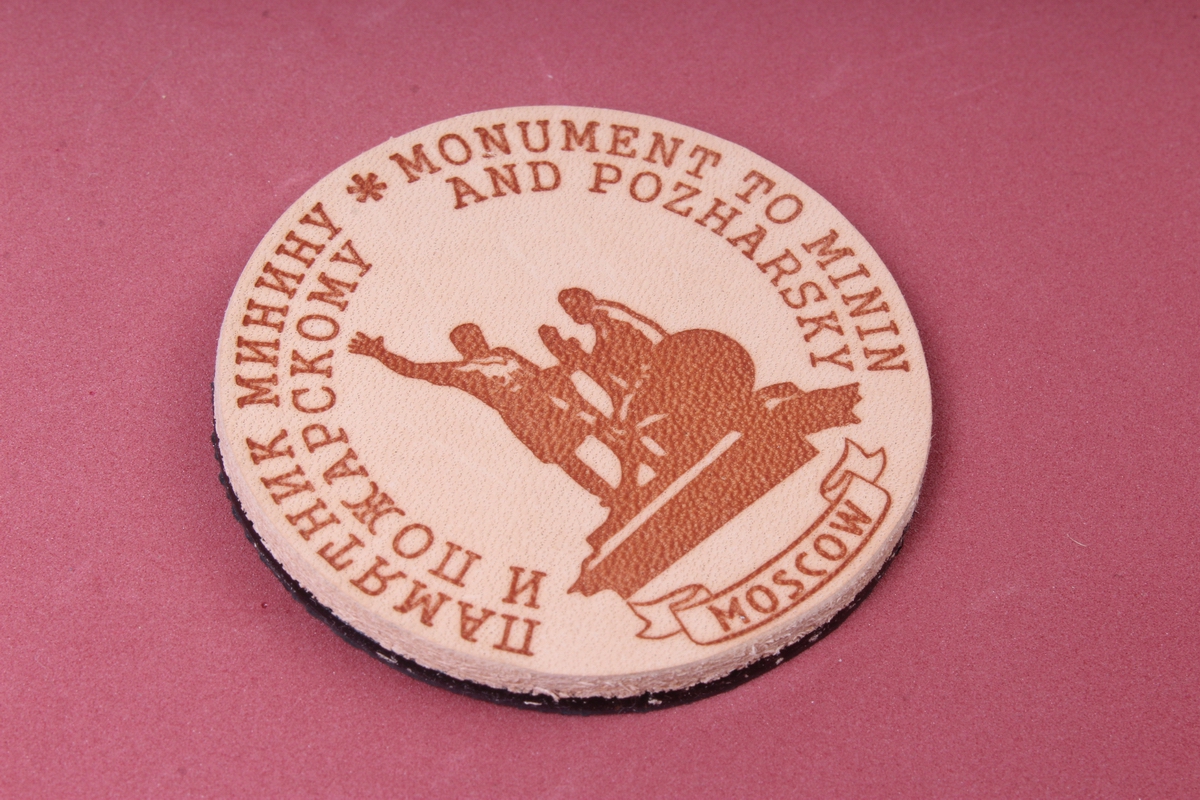 ПАМЯТНИК МИНИНУ
И ПОЖАРСКОМУ
* MONUMENT TO MININ
AND POZHARSKY
MOSCOW